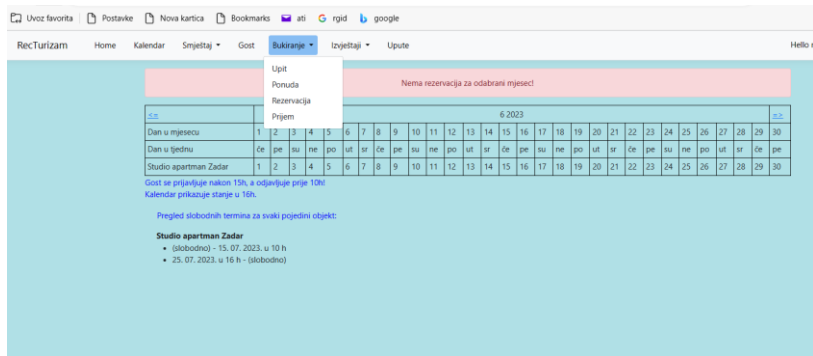 Uvoz favorita Postavke Nova kartica Bookmarks ati rgid google
RecTurizam Home Kalendar Smještaj Gost Bukiranje Izvještaji Upute Hello
Upit
Ponuda
Rezervacija
Prijem
Nema rezervacija za odabrani mjesec!
<= 6 2023 =>
Dan u mjesecu 1 2 3 4 5 6 7 8 9 10 11 12 13 14 15 16 17 18 19 20 21 22 23 24 25 26 27 28 29 30
Dan u tjednu če pe su ne po ut sr če pe su ne po ut sr če pe su ne po ut sr če pe su ne po ut sr če pe
Studio apartman Zadar 1 2 3 4 5 6 7 8 9 10 11 12 13 14 15 16 17 18 19 20 21 22 23 24 25 26 27 28 29 30
Gost se prijavljuje nakon 15h, a odjavljuje prije 10h!
Kalendar prikazuje stanje u 16h.
Pregled slobodnih termina za svaki pojedini objekt:
Studio apartman Zadar
• (slobodno) - 15. 07. 2023. u 10 h
• 25. 07. 2023. u 16 h - (slobodno)